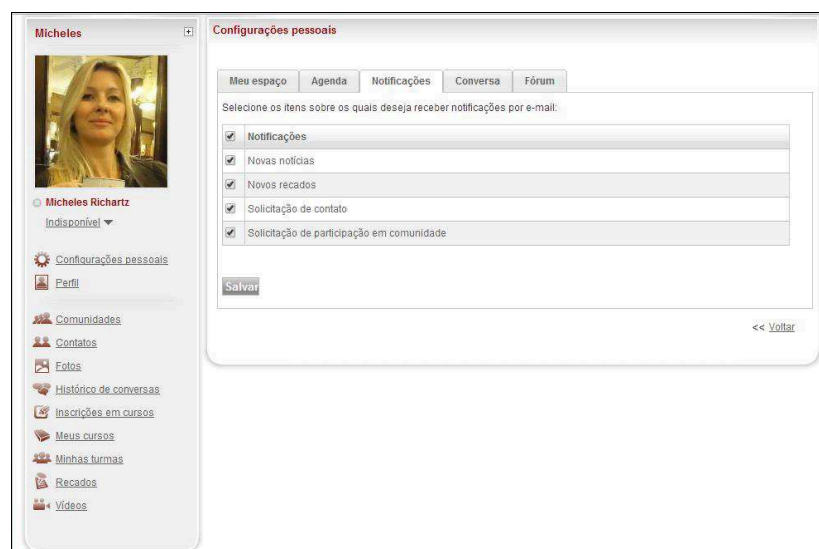 Micheles
Micheles Richartz
Indisponível
Configurações pessoais
Perfil
Comunidades
Contatos
Fotos
Histórico de conversas
Inscrições em cursos
Meus cursos
Minhas turmas
Recados
Vídeos
Configurações pessoais
Meu espaço Agenda Notificações Conversa Fórum
Selecione os itens sobre os quais deseja receber notificações por e-mail:
Notificações
Novas notícias
Novos recados
Solicitação de contato
Solicitação de participação em comunidade
Salvar
<< Voltar